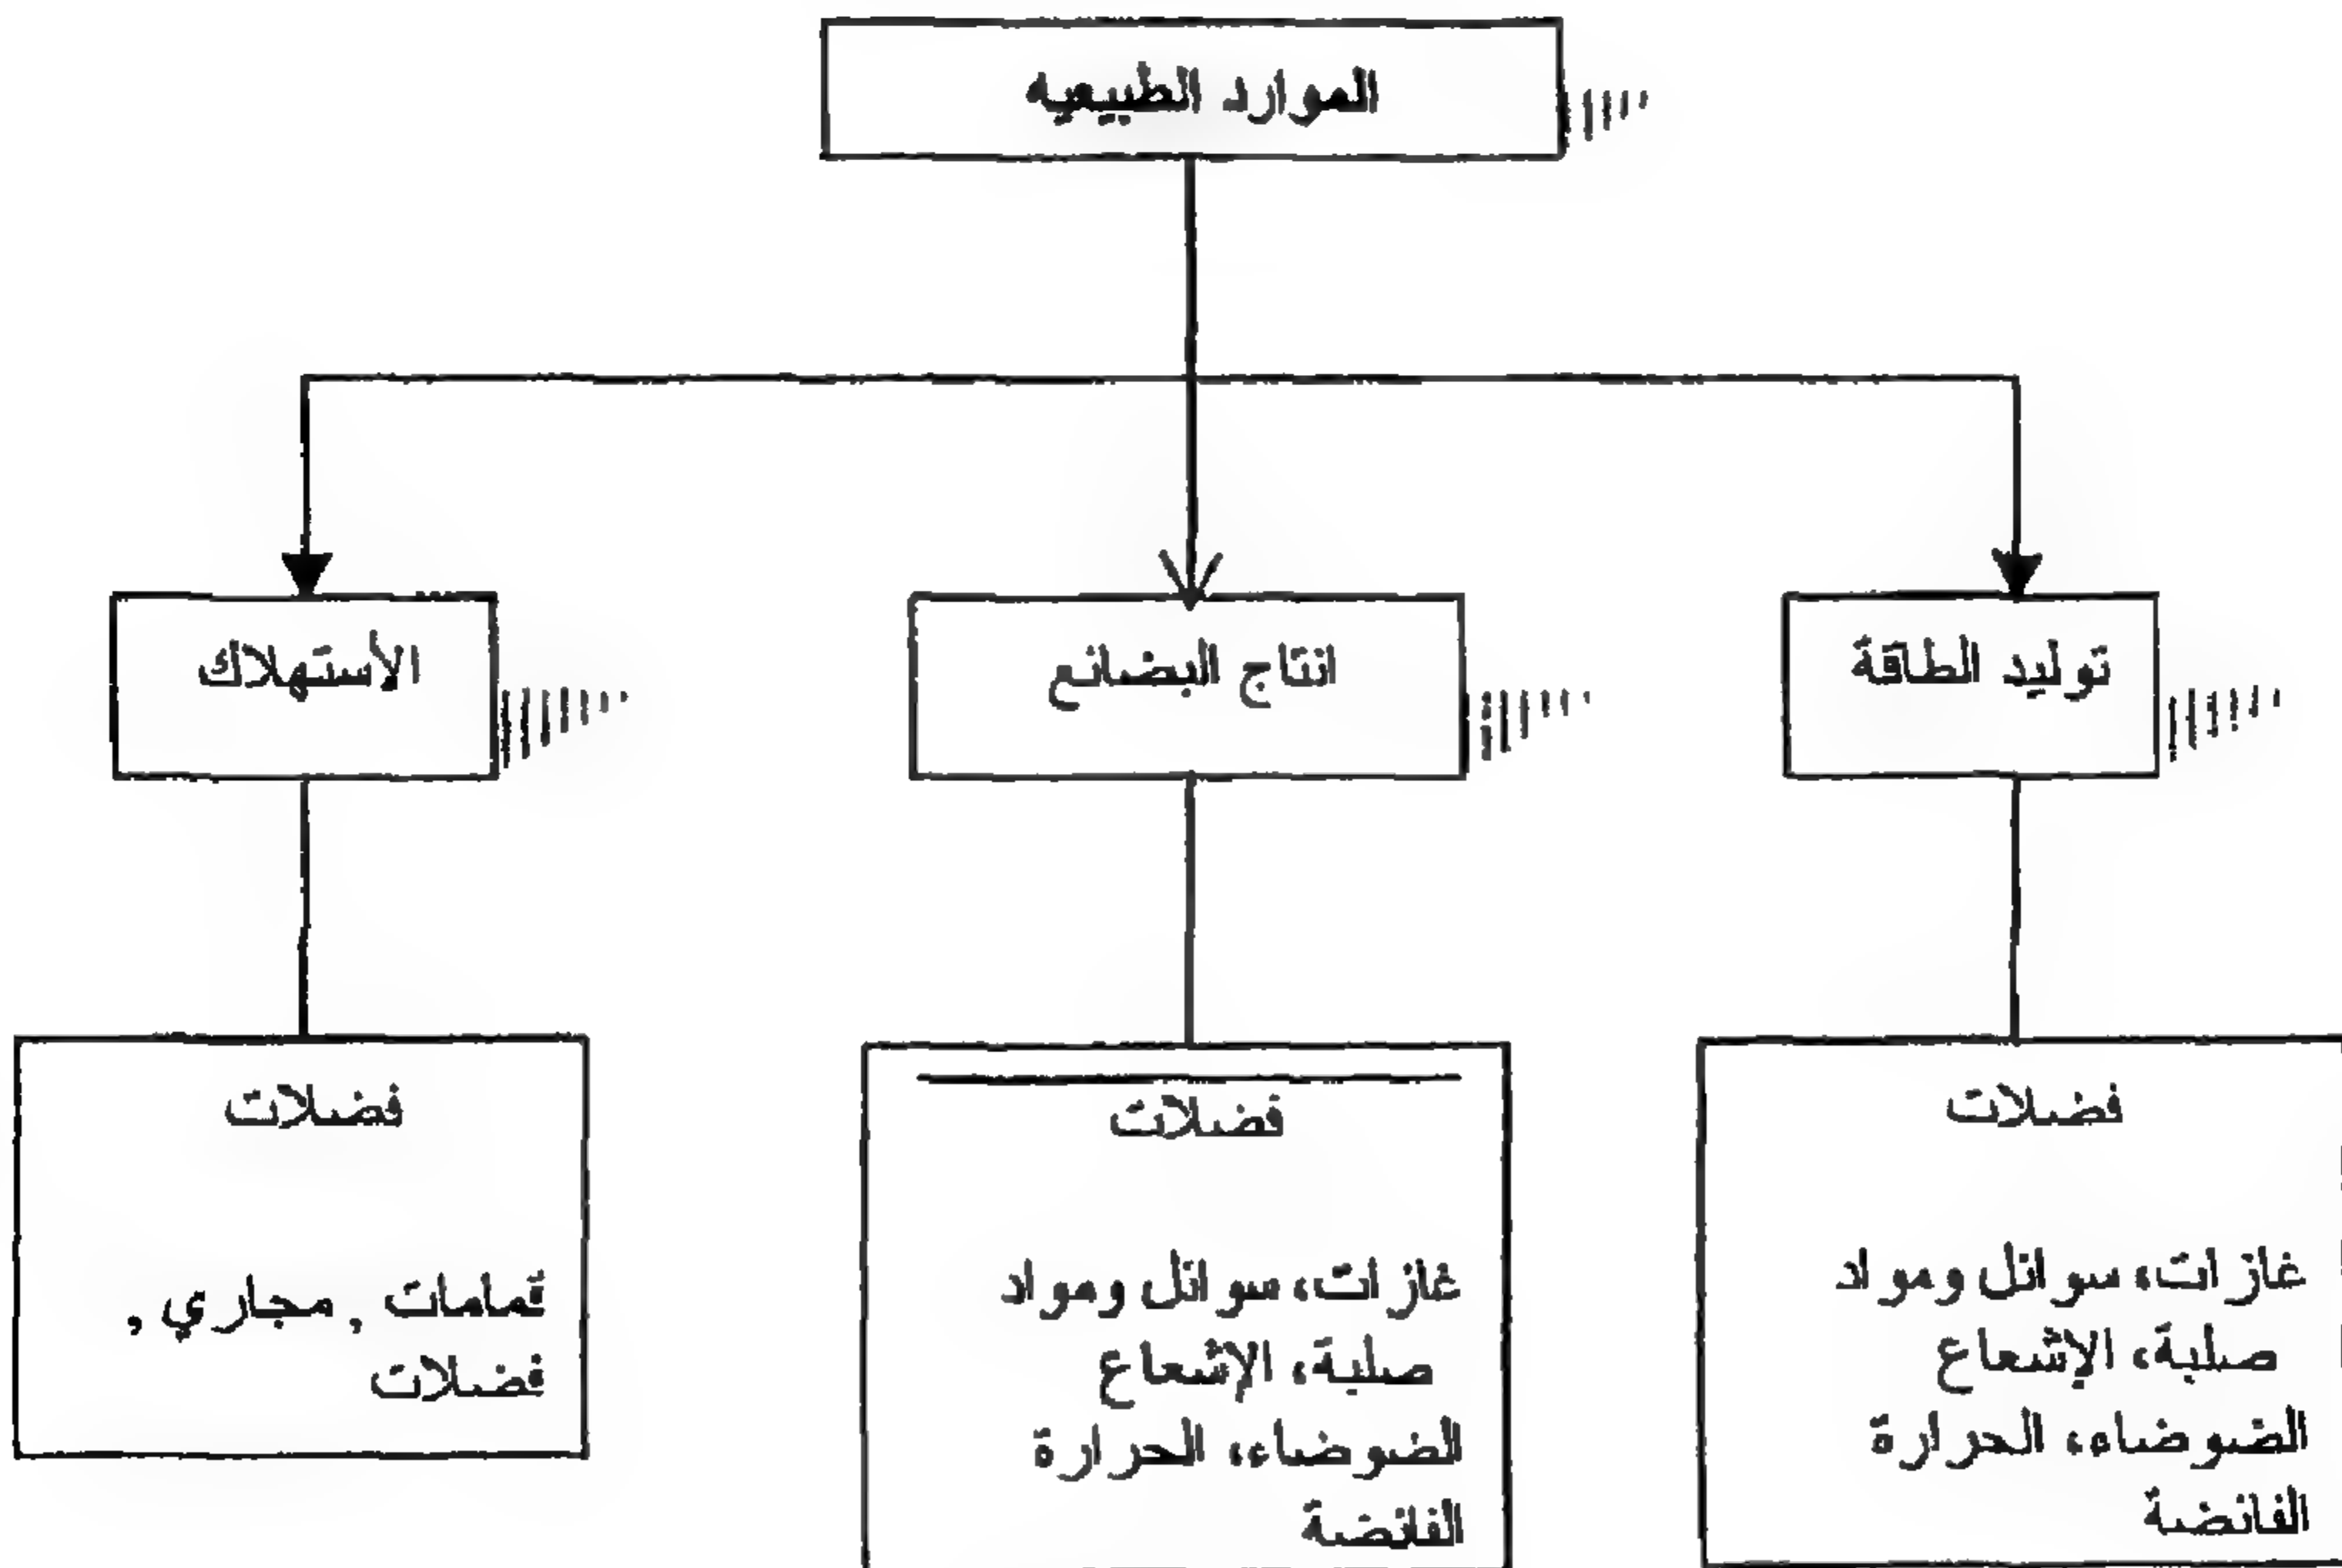 الموارد الطبيعيه
توليد الطاقة
انتاج البضائع
الأستهلاك
فضلات
غازات، سوائل ومواد
صلبة، الإشعاع
الضوضاء، الحرارة
الفائضة
فضلات
غازات، سوائل ومواد
صلبة، الإشعاع
الضوضاء، الحرارة
الفائضة
فضلات
قمامات , مجاري ,
فضلات